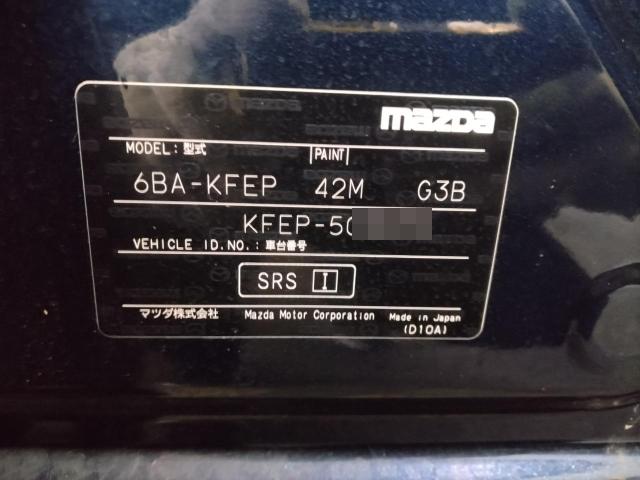 mazda
MODEL: 型式 PAINT
6BA-KFEP 42M G3B
KFEP-50
VEHICLE ID.NO.: 車台番号
SRS I
マツダ株式会社 Mazda Motor Corporation Made in Japan
(D10A)